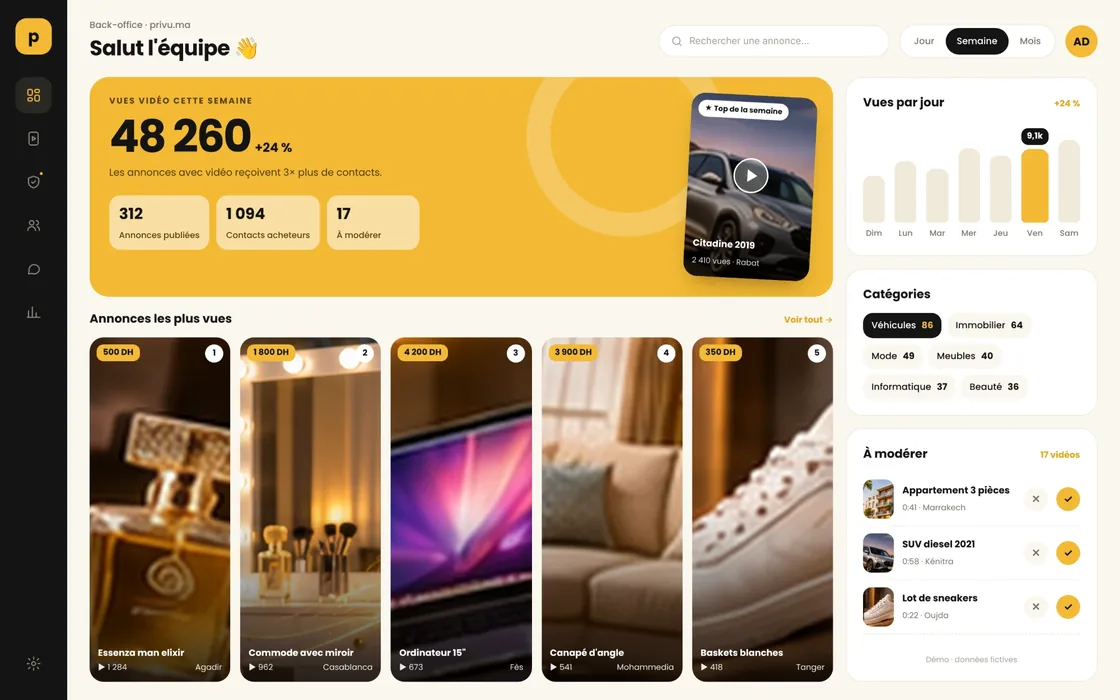 p
Back-office · privu.ma
Salut l'équipe 👋
Rechercher une annonce...
Jour Semaine Mois
AD
VUES VIDÉO CETTE SEMAINE
48 260 +24 %
Les annonces avec vidéo reçoivent 3× plus de contacts.
312
Annonces publiées
1 094
Contacts acheteurs
17
À modérer
★ Top de la semaine
Citadine 2019
2 410 vues · Rabat
Annonces les plus vues
Voir tout →
500 DH
1
Essenza man elixir
▶ 1 284 Agadir
1 800 DH
2
Commode avec miroir
▶ 962 Casablanca
4 200 DH
3
Ordinateur 15"
▶ 673 Fès
3 900 DH
4
Canapé d'angle
▶ 541 Mohammedia
350 DH
5
Baskets blanches
▶ 418 Tanger
Vues par jour
+24 %
9,1k
Dim Lun Mar Mer Jeu Ven Sam
Catégories
Véhicules 86
Immobilier 64
Mode 49
Meubles 40
Informatique 37
Beauté 36
À modérer
17 vidéos
Appartement 3 pièces
0:41 · Marrakech
SUV diesel 2021
0:58 · Kénitra
Lot de sneakers
0:22 · Oujda
Démo · données fictives